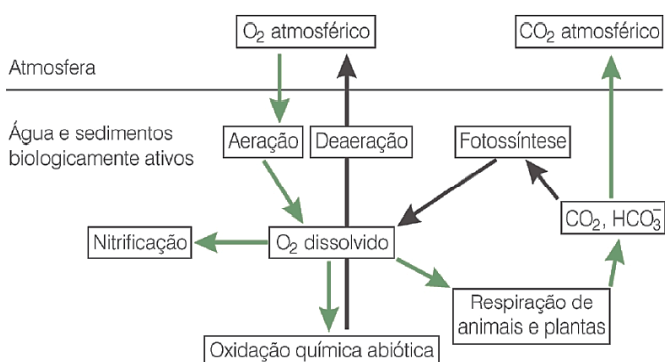 O₂ atmosférico
CO₂ atmosférico
Atmosfera
Água e sedimentos
biologicamente ativos
Aeração
Deaeração
Fotossíntese
CO₂, HCO₃⁻
Nitrificação
O₂ dissolvido
Respiração de
animais e plantas
Oxidação química abiótica